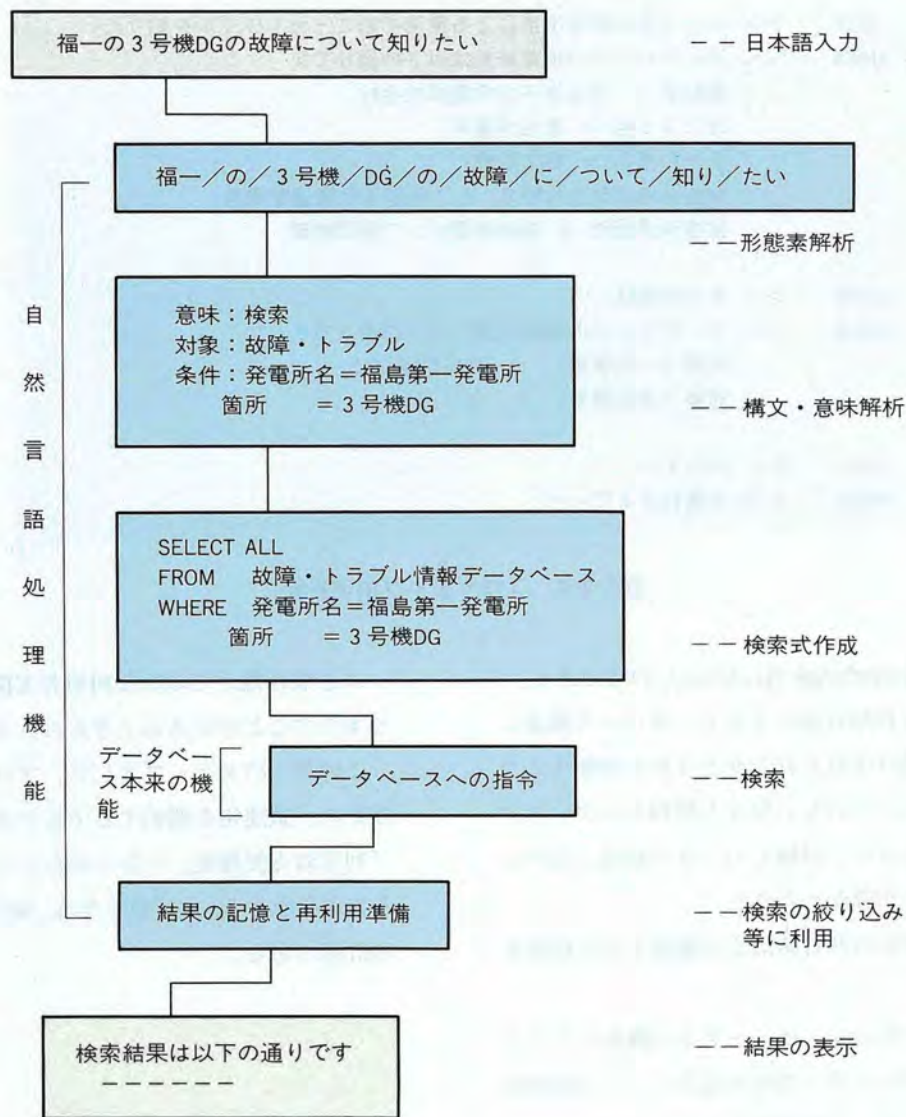 福一の3号機DGの故障について知りたい
――日本語入力
福一／の／3号機／DG／の／故障／に／ついて／知り／たい
――形態素解析
意味：検索
対象：故障・トラブル
条件：発電所名＝福島第一発電所
箇所　　＝3号機DG
――構文・意味解析
SELECT ALL
FROM　故障・トラブル情報データベース
WHERE　発電所名＝福島第一発電所
箇所　　＝3号機DG
――検索式作成
自然言語処理機能
データベー
ス本来の機
能
データベースへの指令
――検索
結果の記憶と再利用準備
――検索の絞り込み
等に利用
検索結果は以下の通りです
――――――
――結果の表示